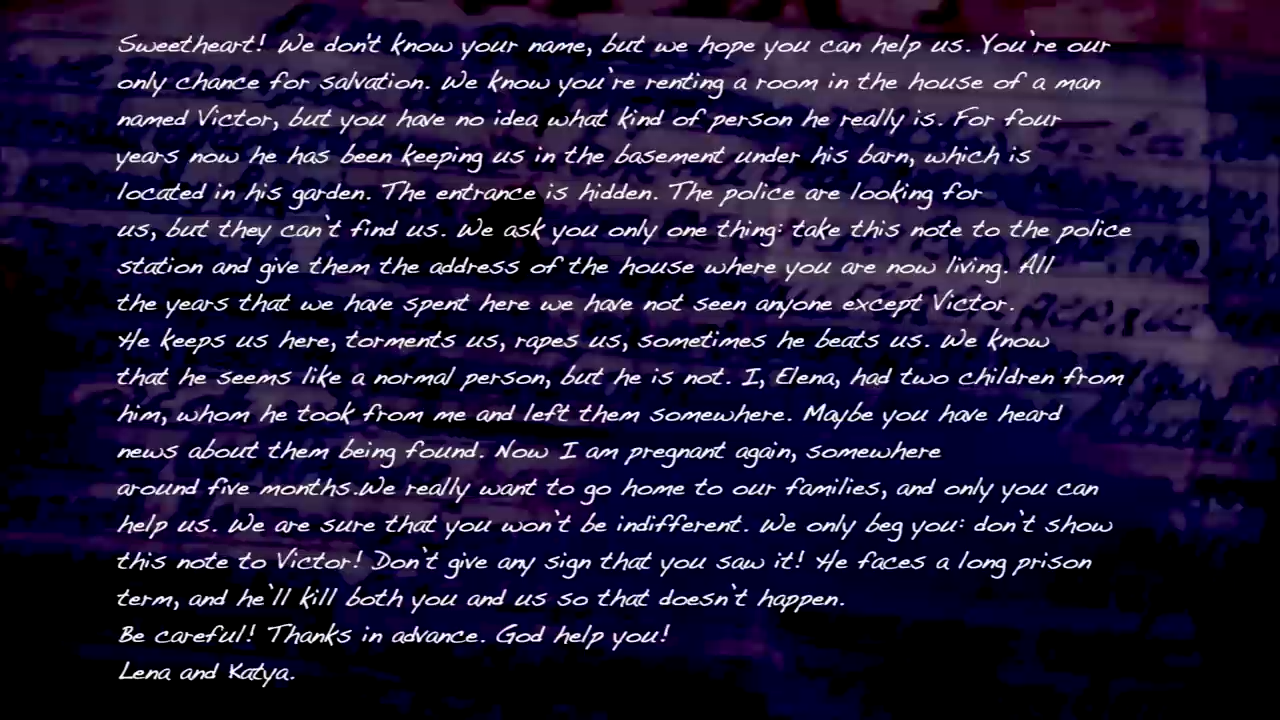 Sweetheart! We don't know your name, but we hope you can help us. You're our
only chance for salvation. We know you're renting a room in the house of a man
named Victor, but you have no idea what kind of person he really is. For four
years now he has been keeping us in the basement under his barn, which is
located in his garden. The entrance is hidden. The police are looking for
us, but they can't find us. We ask you only one thing: take this note to the police
station and give them the address of the house where you are now living. All
the years that we have spent here we have not seen anyone except Victor.
He keeps us here, torments us, rapes us, sometimes he beats us. We know
that he seems like a normal person, but he is not. I, Elena, had two children from
him, whom he took from me and left them somewhere. Maybe you have heard
news about them being found. Now I am pregnant again, somewhere
around five months.We really want to go home to our families, and only you can
help us. We are sure that you won't be indifferent. We only beg you: don't show
this note to Victor! Don't give any sign that you saw it! He faces a long prison
term, and he'll kill both you and us so that doesn't happen.
Be careful! Thanks in advance. God help you!
Lena and Katya.